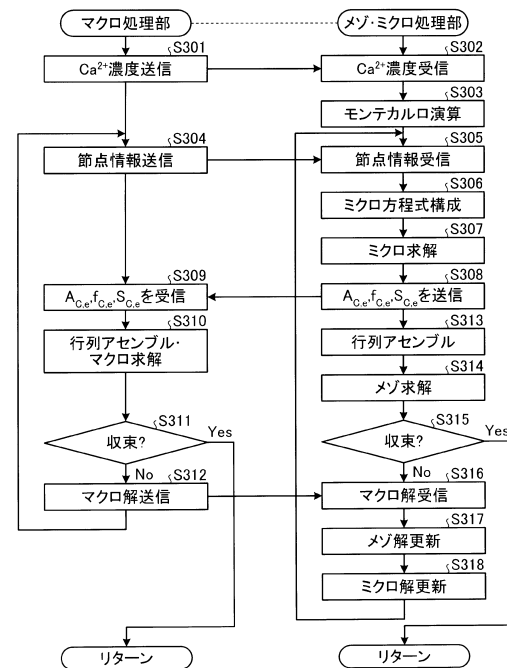 マクロ処理部
メゾ・ミクロ処理部
S301
Ca²⁺濃度送信
S302
Ca²⁺濃度受信
S303
モンテカルロ演算
S304
節点情報送信
S305
節点情報受信
S306
ミクロ方程式構成
S307
ミクロ求解
S309
A_C,e,f_C,e,S_C,eを受信
S308
A_C,e,f_C,e,S_C,eを送信
S310
行列アセンブル・
マクロ求解
S313
行列アセンブル
S314
メゾ求解
S311
収束?
Yes
No
S315
収束?
Yes
No
S312
マクロ解送信
S316
マクロ解受信
S317
メゾ解更新
S318
ミクロ解更新
リターン
リターン